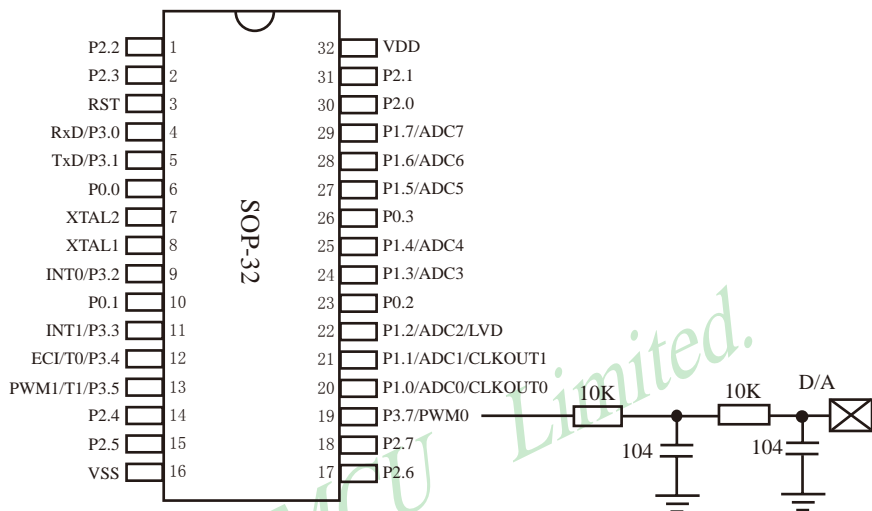 P2.2 1 32 VDD
P2.3 2 31 P2.1
RST 3 30 P2.0
RxD/P3.0 4 29 P1.7/ADC7
TxD/P3.1 5 28 P1.6/ADC6
P0.0 6 27 P1.5/ADC5
XTAL2 7 26 P0.3
XTAL1 8 25 P1.4/ADC4
INT0/P3.2 9 24 P1.3/ADC3
P0.1 10 23 P0.2
INT1/P3.3 11 22 P1.2/ADC2/LVD
ECI/T0/P3.4 12 21 P1.1/ADC1/CLKOUT1
PWM1/T1/P3.5 13 20 P1.0/ADC0/CLKOUT0
P2.4 14 19 P3.7/PWM0
P2.5 15 18 P2.7
VSS 16 17 P2.6
SOP-32
10K 10K D/A
104 104
MCU Limited.